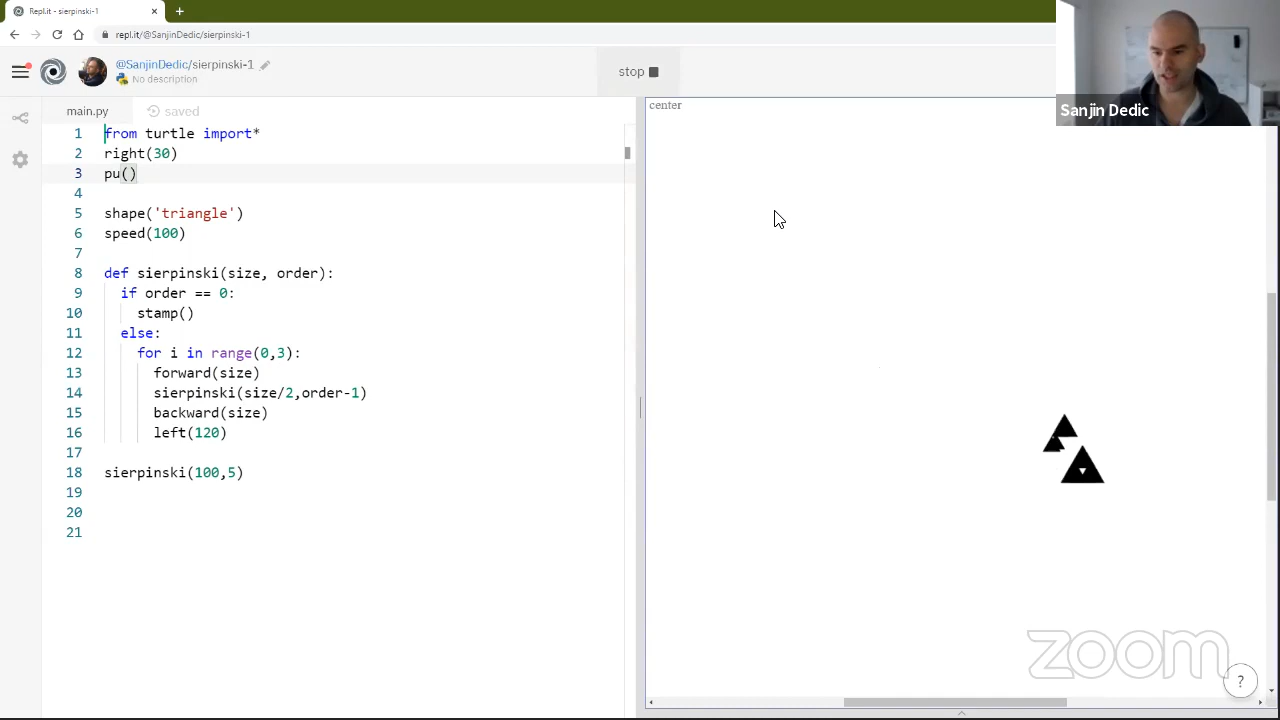 Repl.it - sierpinski-1
repl.it/@SanjinDedic/sierpinski-1
@SanjinDedic/sierpinski-1
No description
stop
Sanjin Dedic
main.py
saved
center
1 from turtle import*
2 right(30)
3 pu()
4
5 shape('triangle')
6 speed(100)
7
8 def sierpinski(size, order):
9 if order == 0:
10 stamp()
11 else:
12 for i in range(0,3):
13 forward(size)
14 sierpinski(size/2,order-1)
15 backward(size)
16 left(120)
17
18 sierpinski(100,5)
19
20
21
zoom
?